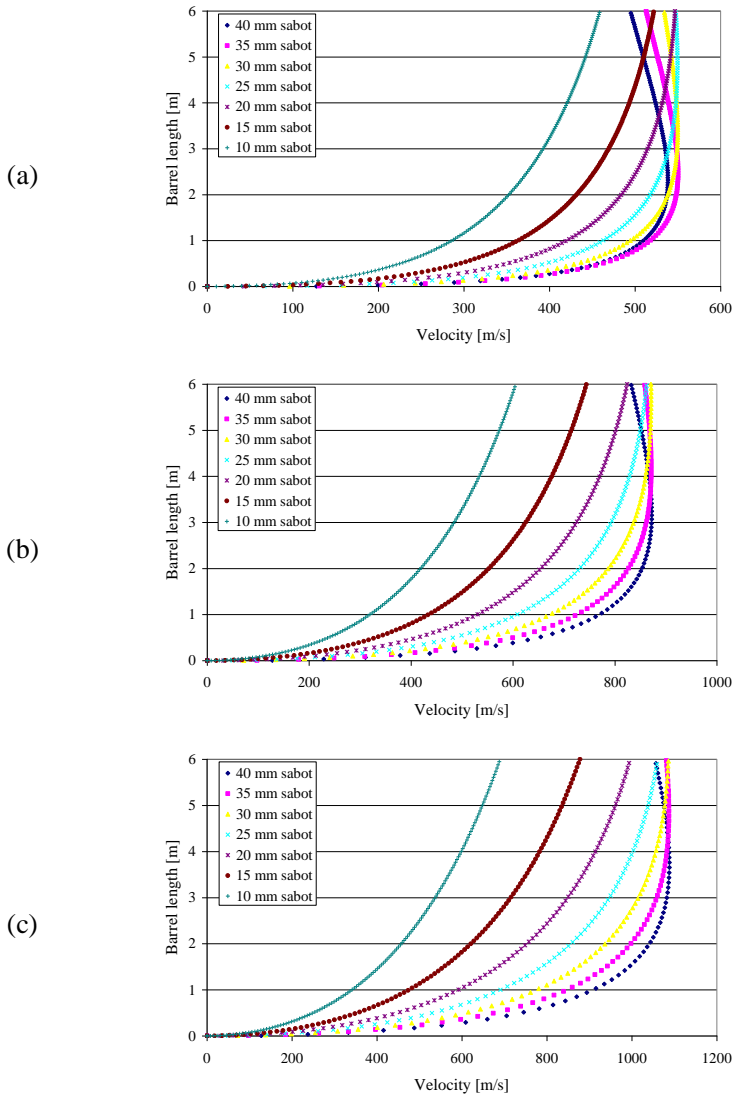 (a)
Barrel length [m]
6
5
4
3
2
1
0
40 mm sabot
35 mm sabot
30 mm sabot
25 mm sabot
20 mm sabot
15 mm sabot
10 mm sabot
0 100 200 300 400 500 600
Velocity [m/s]
(b)
Barrel length [m]
6
5
4
3
2
1
0
40 mm sabot
35 mm sabot
30 mm sabot
25 mm sabot
20 mm sabot
15 mm sabot
10 mm sabot
0 200 400 600 800 1000
Velocity [m/s]
(c)
Barrel length [m]
6
5
4
3
2
1
0
40 mm sabot
35 mm sabot
30 mm sabot
25 mm sabot
20 mm sabot
15 mm sabot
10 mm sabot
0 200 400 600 800 1000 1200
Velocity [m/s]